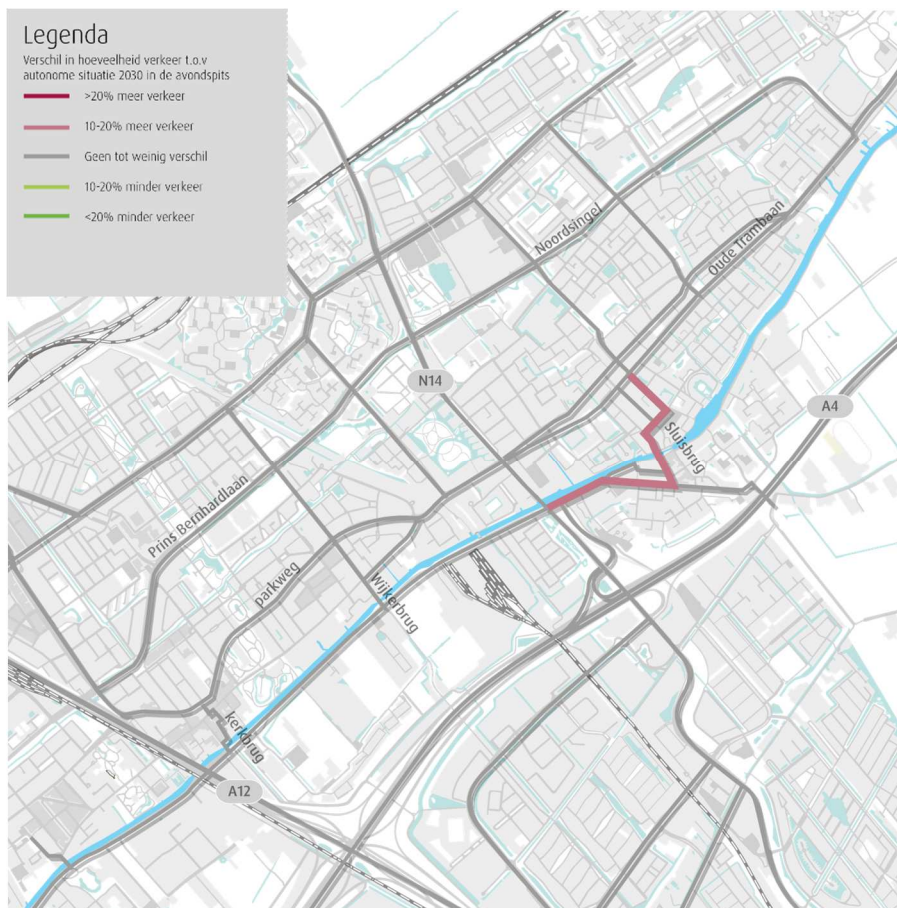 Legenda
Verschil in hoeveelheid verkeer t.o.v
autonome situatie 2030 in de avondspits
>20% meer verkeer
10-20% meer verkeer
Geen tot weinig verschil
10-20% minder verkeer
<20% minder verkeer
Noordsingel
Oude Trambaan
N14
A4
Sluisbrug
Prins Bernhardlaan
parkweg
Wijkerbrug
kerkbrug
A12